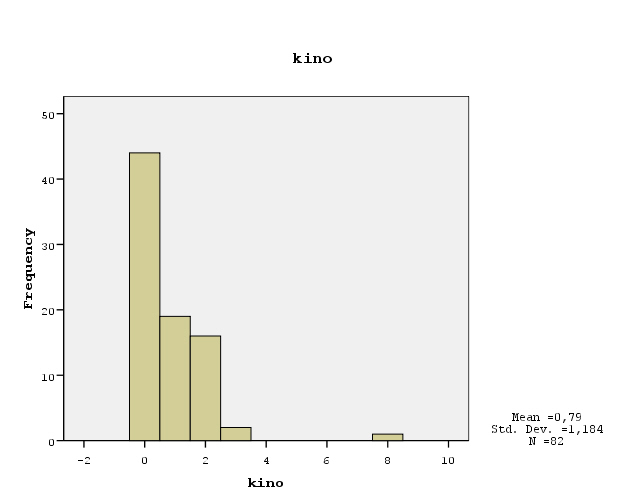 kino
50
40
30
20
10
0
Frequency
-2 0 2 4 6 8 10
kino
Mean =0,79
Std. Dev. =1,184
N =82